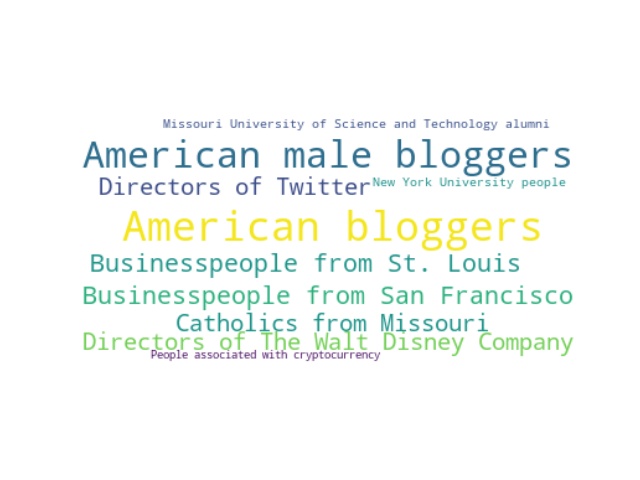 Missouri University of Science and Technology alumni
American male bloggers
Directors of Twitter
New York University people
American bloggers
Businesspeople from St. Louis
Businesspeople from San Francisco
Catholics from Missouri
Directors of The Walt Disney Company
People associated with cryptocurrency